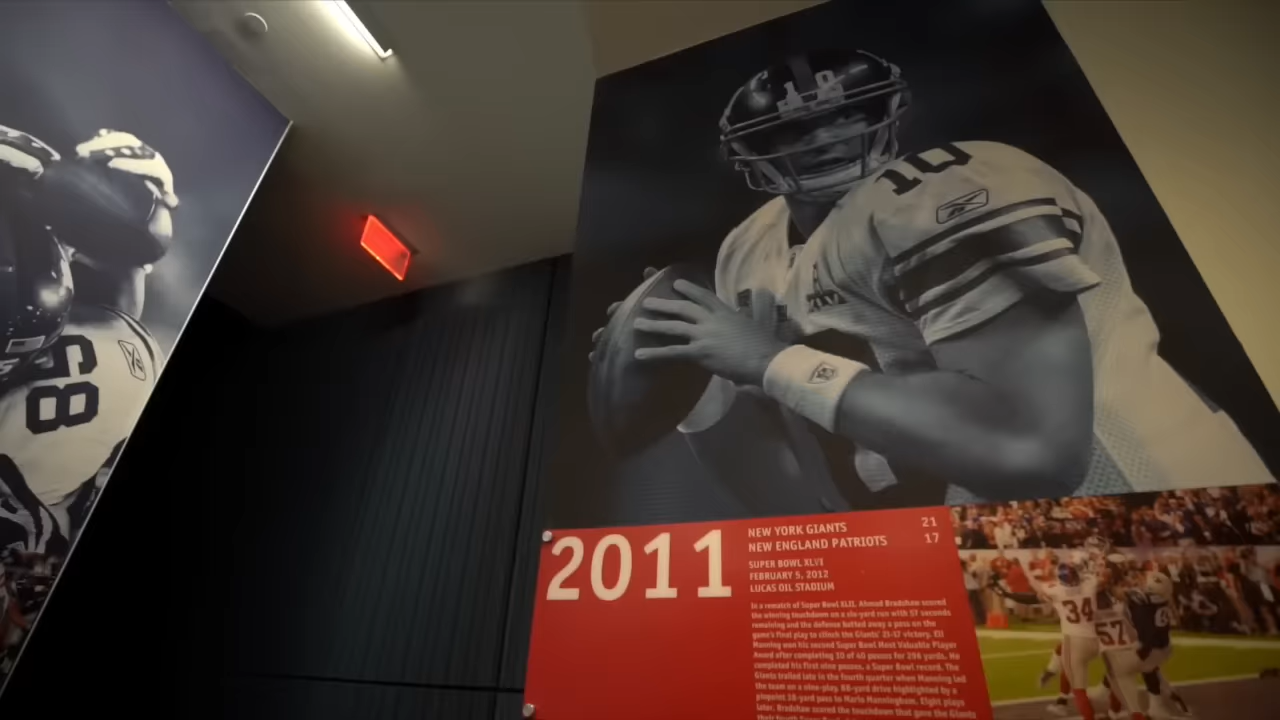 10
10
58
2011
NEW YORK GIANTS 21
NEW ENGLAND PATRIOTS 17
SUPER BOWL XLVI
FEBRUARY 5, 2012
LUCAS OIL STADIUM
In a rematch of Super Bowl XLII, Ahmad Bradshaw scored
the winning touchdown on a six-yard run with 57 seconds
remaining and the defense batted away a pass on the
game's final play to clinch the Giants' 21-17 victory. Eli
Manning won his second Super Bowl Most Valuable Player
Award after completing 30 of 40 passes for 296 yards. He
completed his first nine passes, a Super Bowl record. The
Giants trailed late in the fourth quarter when Manning led
the team on a nine-play, 88-yard drive highlighted by a
pinpoint 38-yard pass to Mario Manningham. Eight plays
later, Bradshaw scored the touchdown that gave the Giants
their fourth Super Bowl
34
57